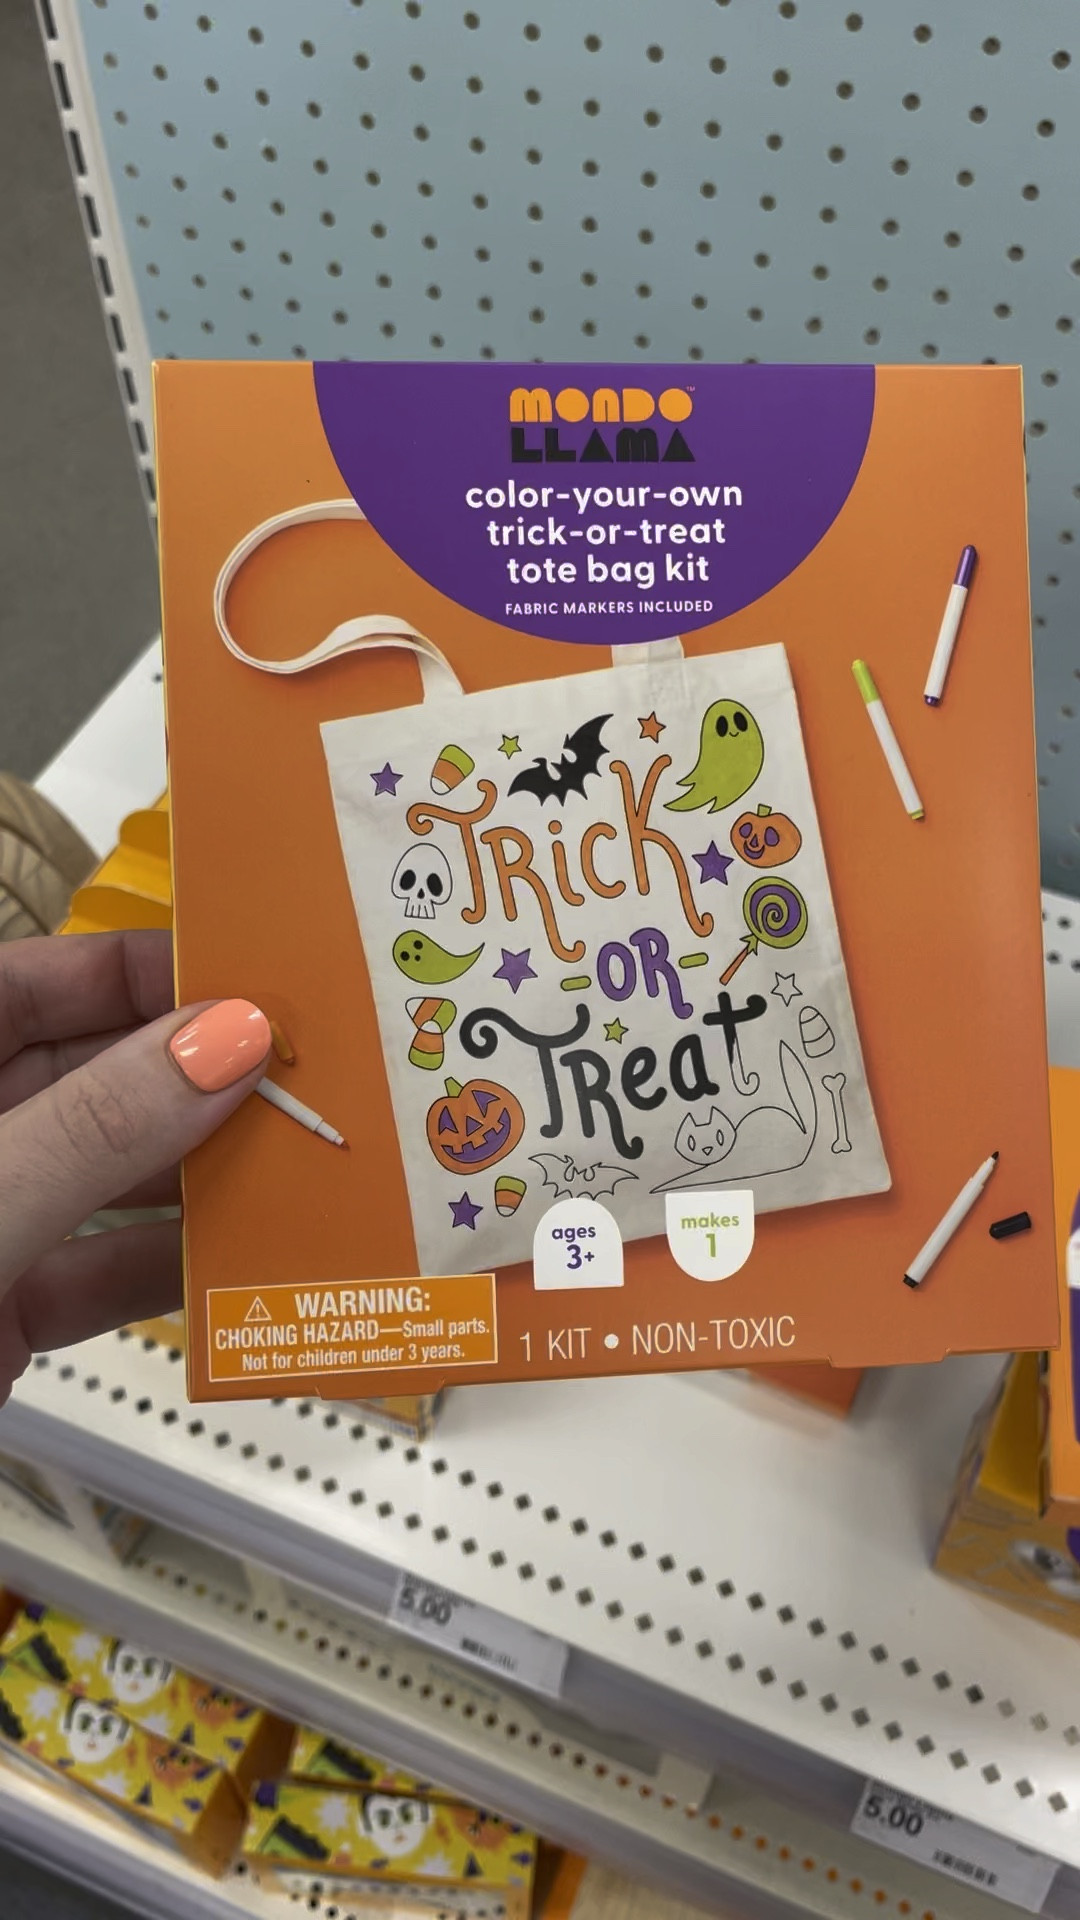 MONDO™
LLAMA
color-your-own
trick-or-treat
tote bag kit
FABRIC MARKERS INCLUDED
TRicK
-OR-
TReat
ages
3+
makes
1
WARNING:
CHOKING HAZARD—Small parts.
Not for children under 3 years.
1 KIT • NON-TOXIC
5.00
5.00